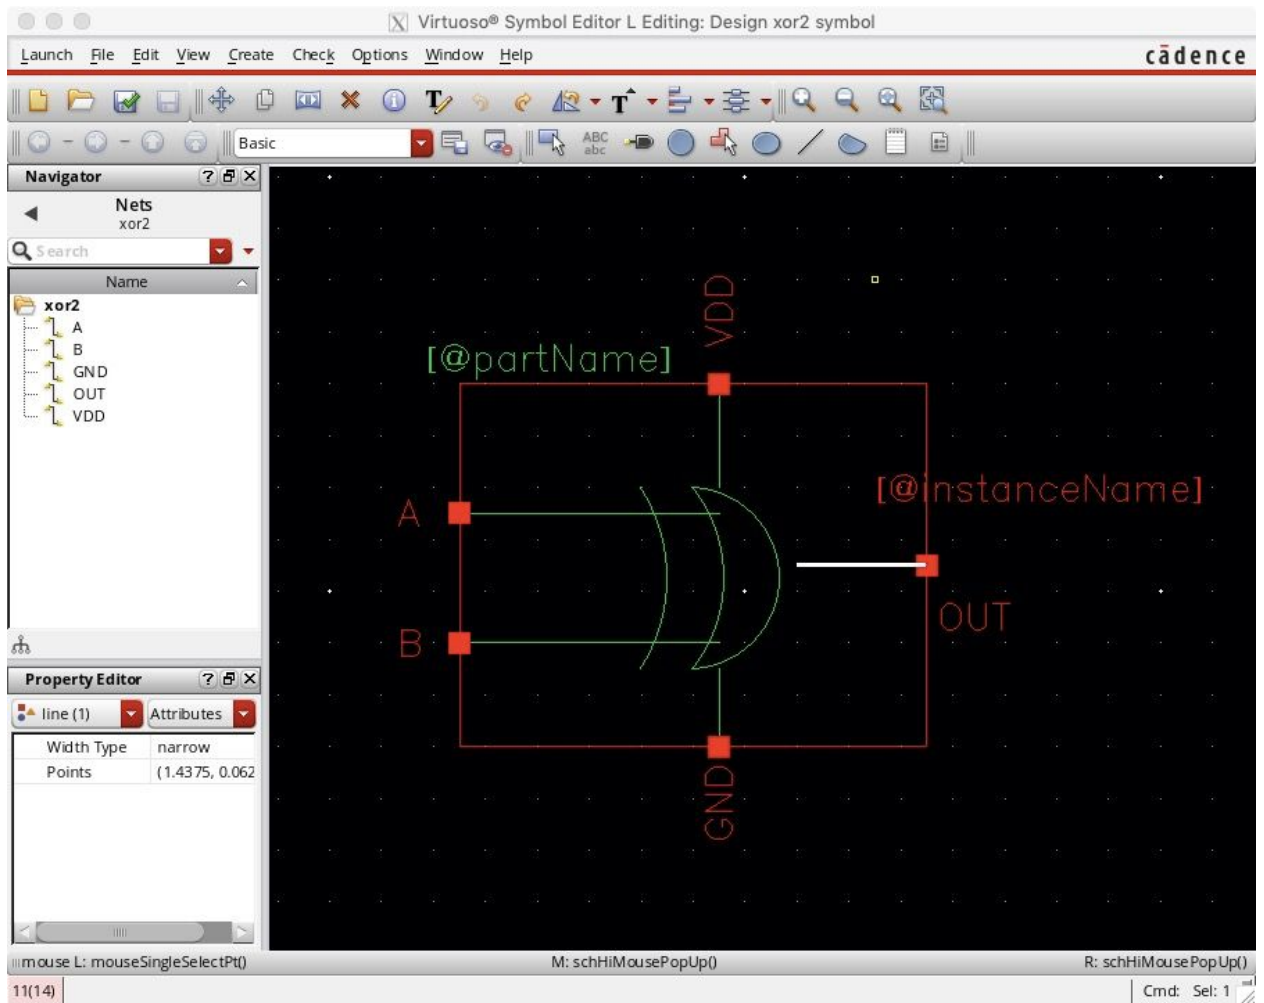 Virtuoso® Symbol Editor L Editing: Design xor2 symbol
Launch File Edit View Create Check Options Window Help
cādence
ABC
abc
Basic
Navigator
Nets
xor2
Search
Name
xor2
A
B
GND
OUT
VDD
Property Editor
line (1) Attributes
Width Type narrow
Points (1.4375, 0.062
VDD
[@partName]
[@instanceName]
A
B
OUT
GND
mouse L: mouseSingleSelectPt() M: schHiMousePopUp() R: schHiMousePopUp()
11(14) Cmd: Sel: 1